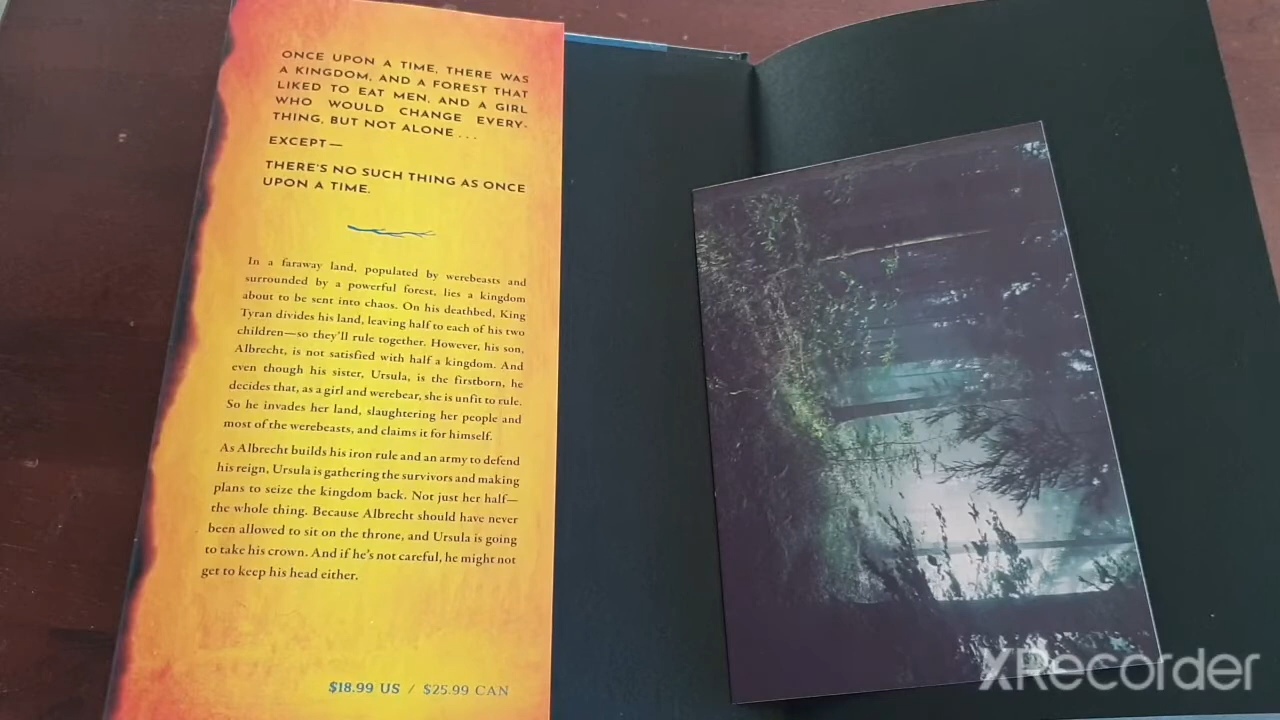 ONCE UPON A TIME, THERE WAS
A KINGDOM, AND A FOREST THAT
LIKED TO EAT MEN, AND A GIRL
WHO WOULD CHANGE EVERY-
THING, BUT NOT ALONE . . .
EXCEPT—
THERE'S NO SUCH THING AS ONCE
UPON A TIME.
In a faraway land, populated by werebeasts and
surrounded by a powerful forest, lies a kingdom
about to be sent into chaos. On his deathbed, King
Tyran divides his land, leaving half to each of his two
children—so they'll rule together. However, his son,
Albrecht, is not satisfied with half a kingdom. And
even though his sister, Ursula, is the firstborn, he
decides that, as a girl and werebear, she is unfit to rule.
So he invades her land, slaughtering her people and
most of the werebeasts, and claims it for himself.
As Albrecht builds his iron rule and an army to defend
his reign, Ursula is gathering the survivors and making
plans to seize the kingdom back. Not just her half—
the whole thing. Because Albrecht should have never
been allowed to sit on the throne, and Ursula is going
to take his crown. And if he's not careful, he might not
get to keep his head either.
$18.99 US / $25.99 CAN
XRecorder